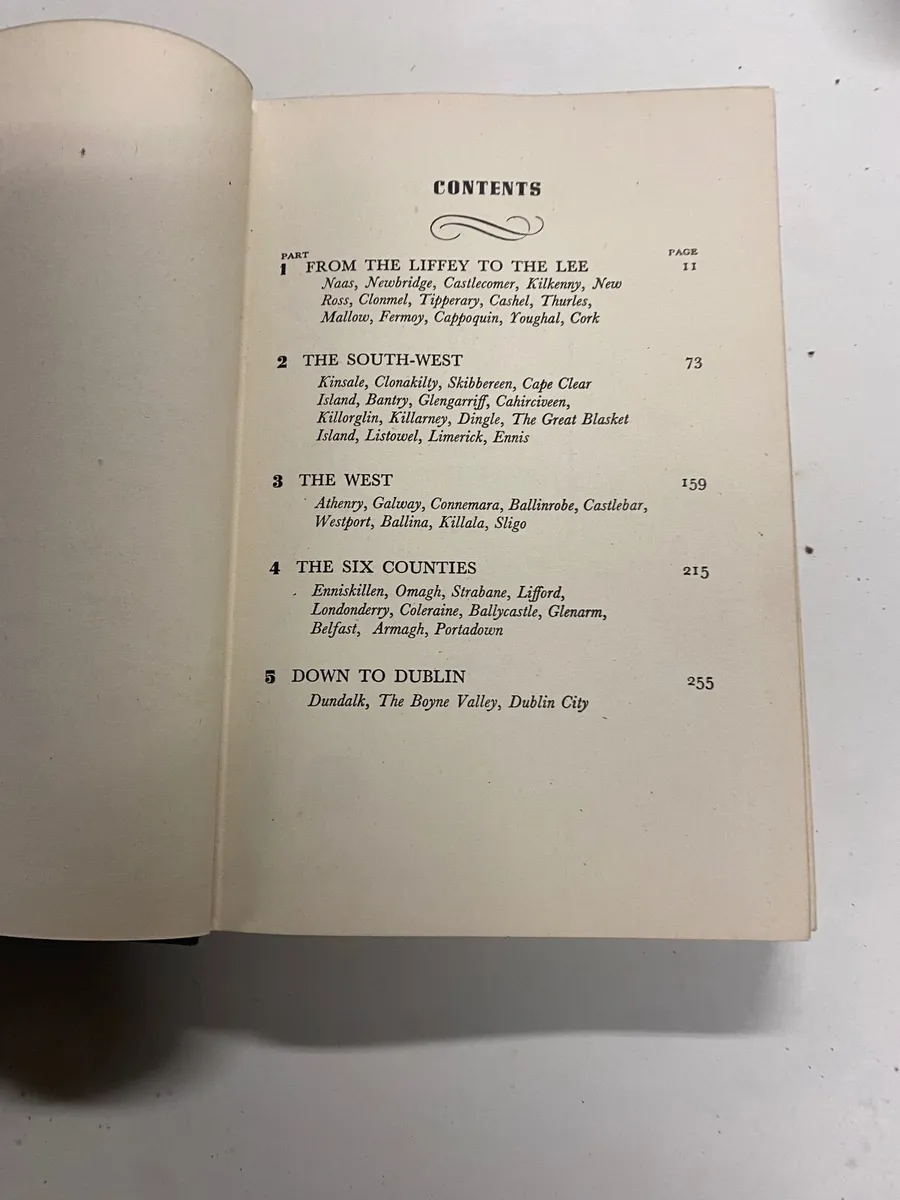 CONTENTS
PART PAGE
1 FROM THE LIFFEY TO THE LEE 11
Naas, Newbridge, Castlecomer, Kilkenny, New
Ross, Clonmel, Tipperary, Cashel, Thurles,
Mallow, Fermoy, Cappoquin, Youghal, Cork
2 THE SOUTH-WEST 73
Kinsale, Clonakilty, Skibbereen, Cape Clear
Island, Bantry, Glengarriff, Cahirciveen,
Killorglin, Killarney, Dingle, The Great Blasket
Island, Listowel, Limerick, Ennis
3 THE WEST 159
Athenry, Galway, Connemara, Ballinrobe, Castlebar,
Westport, Ballina, Killala, Sligo
4 THE SIX COUNTIES 215
Enniskillen, Omagh, Strabane, Lifford,
Londonderry, Coleraine, Ballycastle, Glenarm,
Belfast, Armagh, Portadown
5 DOWN TO DUBLIN 255
Dundalk, The Boyne Valley, Dublin City